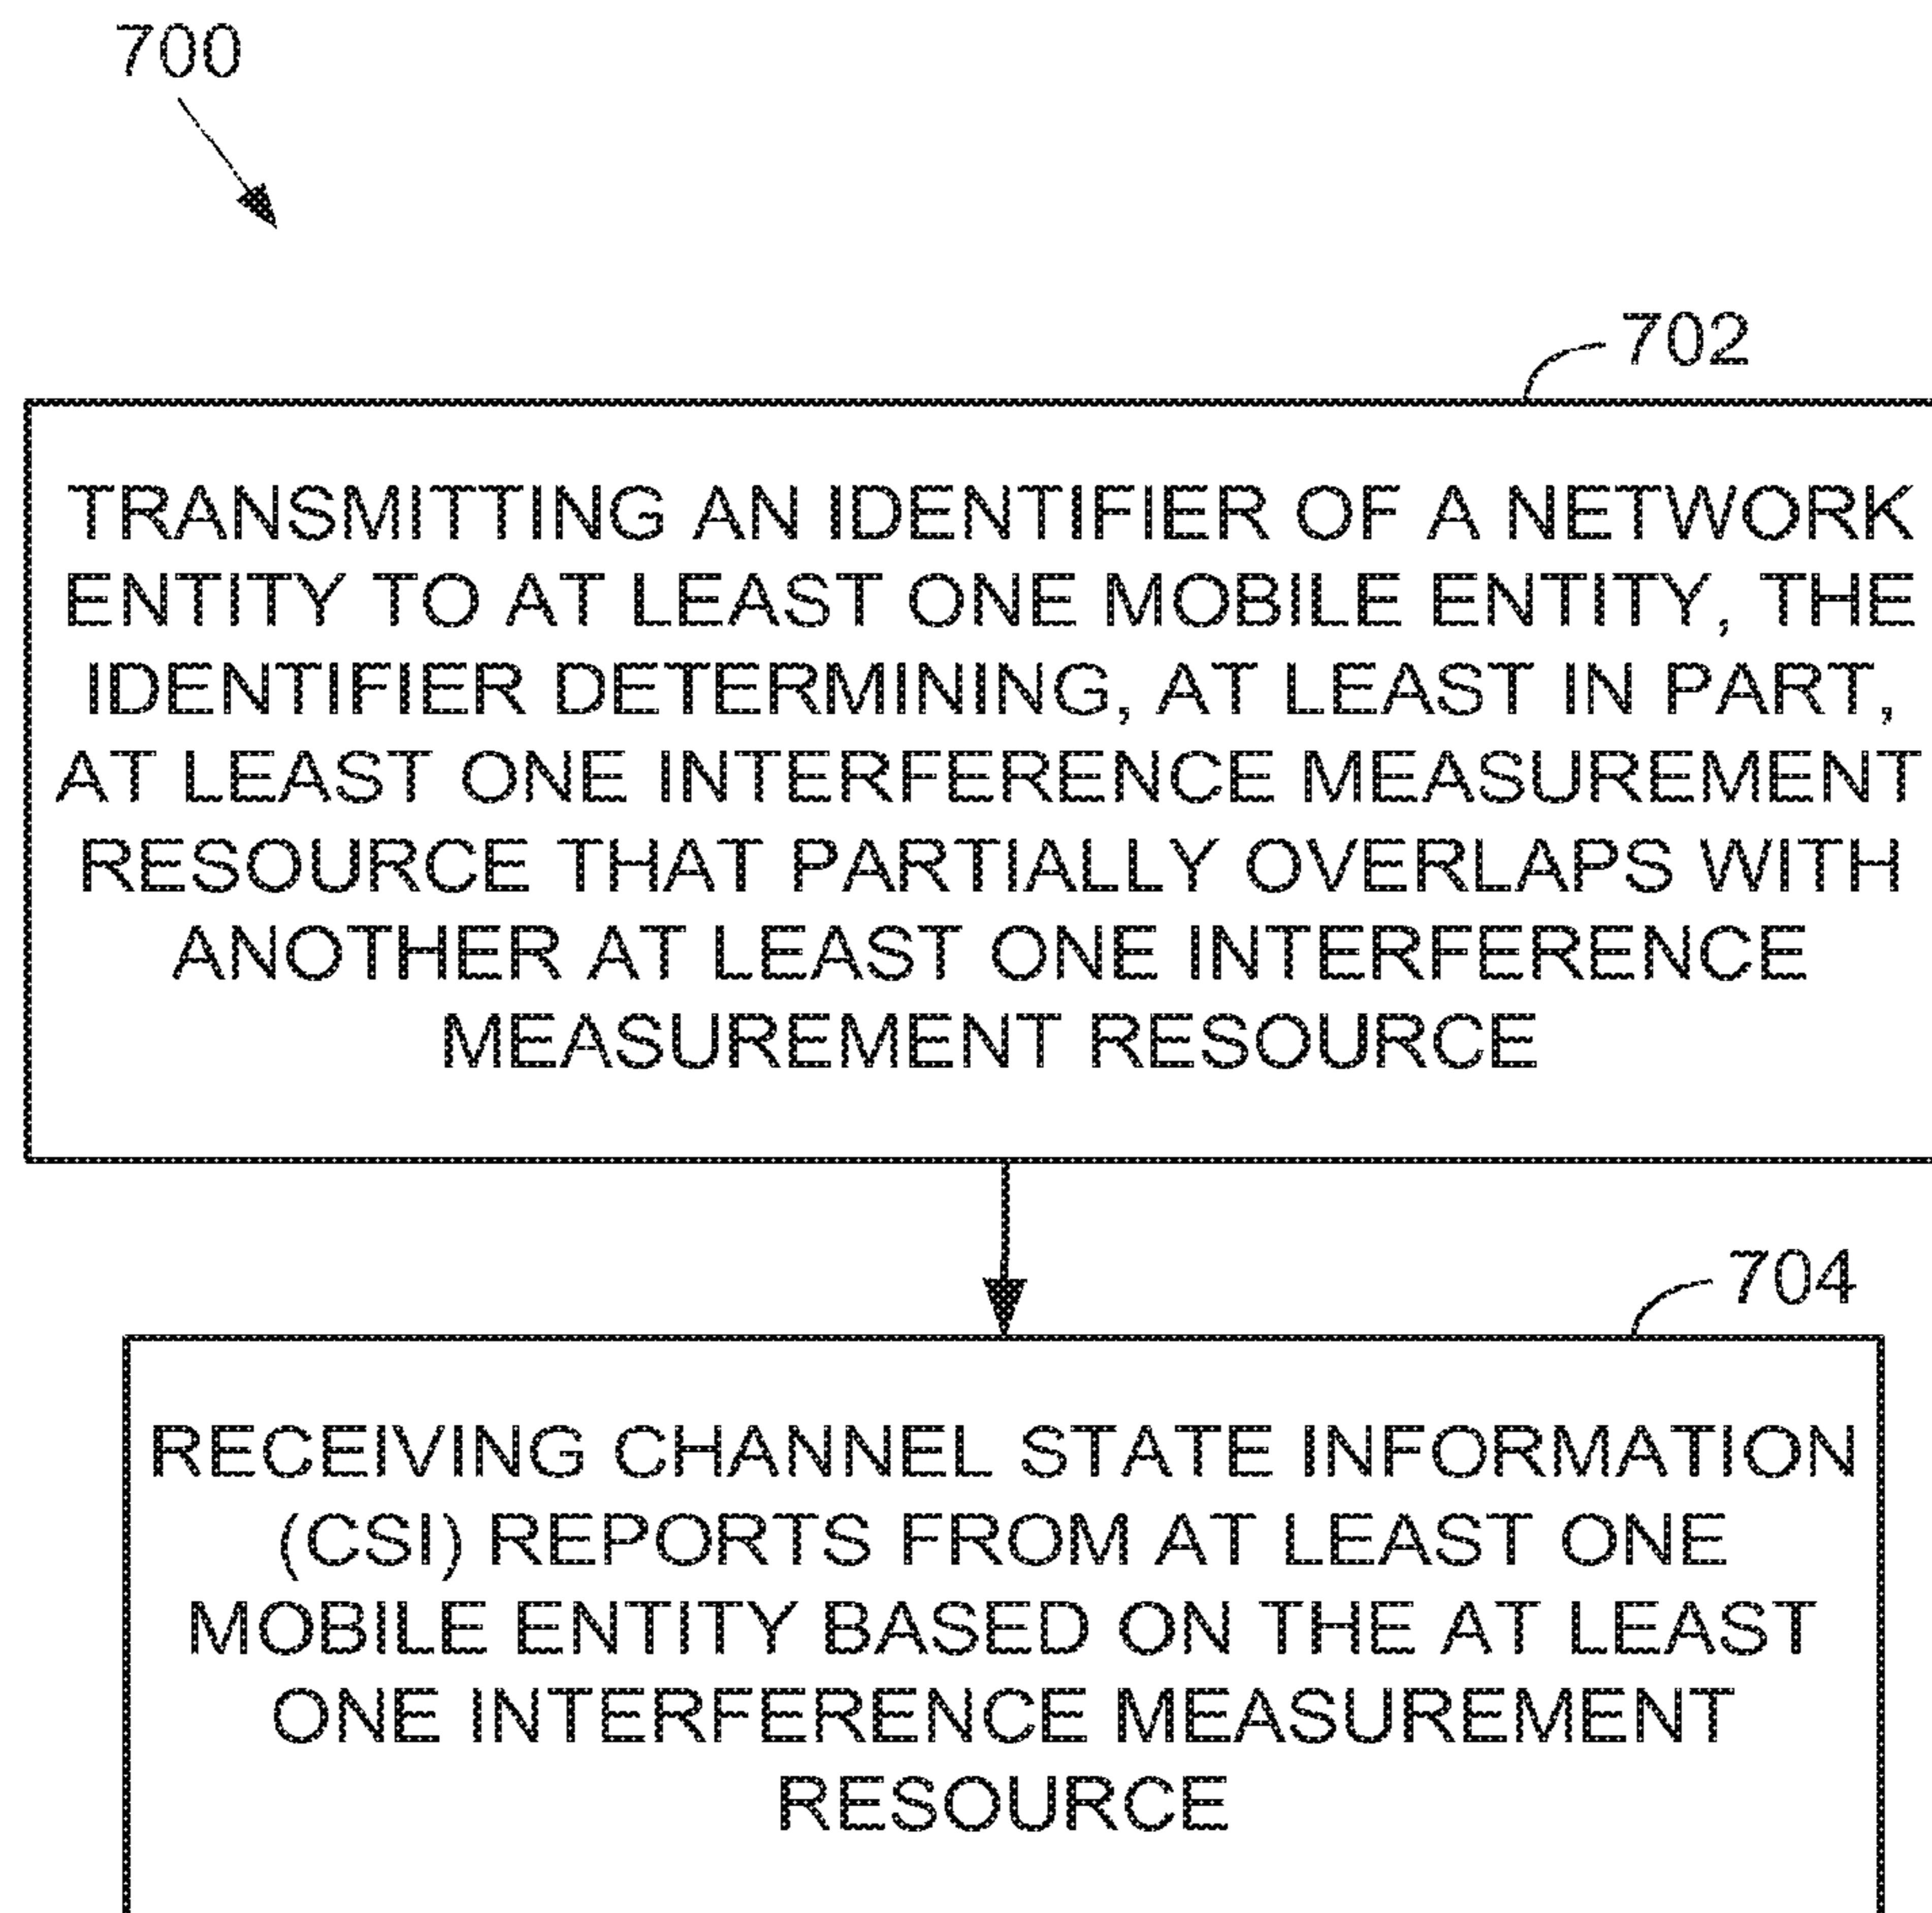 700
702
TRANSMITTING AN IDENTIFIER OF A NETWORK
ENTITY TO AT LEAST ONE MOBILE ENTITY, THE
IDENTIFIER DETERMINING, AT LEAST IN PART,
AT LEAST ONE INTERFERENCE MEASUREMENT
RESOURCE THAT PARTIALLY OVERLAPS WITH
ANOTHER AT LEAST ONE INTERFERENCE
MEASUREMENT RESOURCE
704
RECEIVING CHANNEL STATE INFORMATION
(CSI) REPORTS FROM AT LEAST ONE
MOBILE ENTITY BASED ON THE AT LEAST
ONE INTERFERENCE MEASUREMENT
RESOURCE